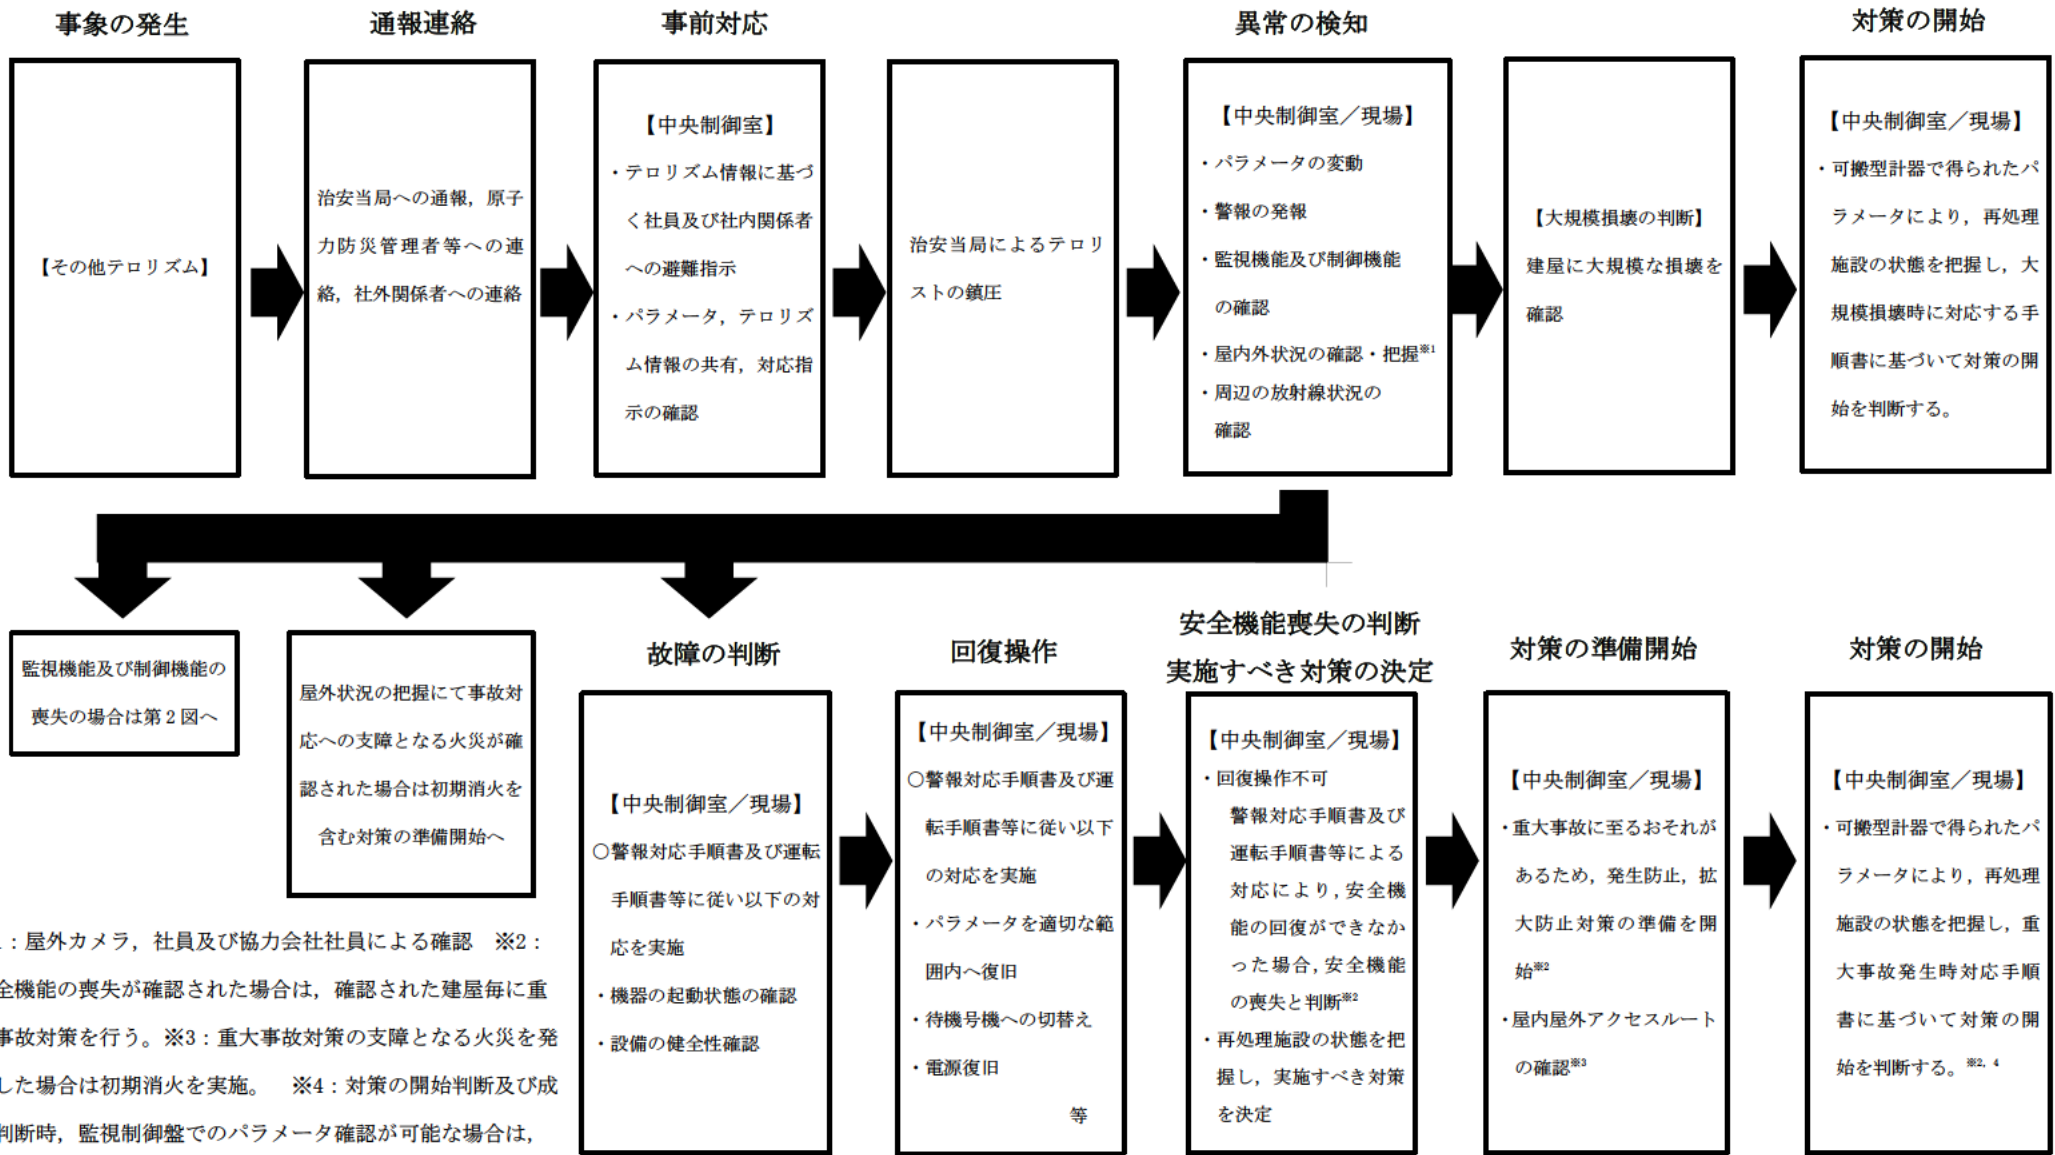 事象の発生
通報連絡
事前対応
異常の検知
対策の開始
【その他テロリズム】
治安当局への通報，原子
力防災管理者等への連
絡，社外関係者への連絡
【中央制御室】
・テロリズム情報に基づ
く社員及び社内関係者
への避難指示
・パラメータ，テロリズ
ム情報の共有，対応指
示の確認
治安当局によるテロリ
ストの鎮圧
【中央制御室／現場】
・パラメータの変動
・警報の発報
・監視機能及び制御機能
の確認
・屋内外状況の確認・把握※1
・周辺の放射線状況の
確認
【大規模損壊の判断】
建屋に大規模な損壊を
確認
【中央制御室／現場】
・可搬型計器で得られたパ
ラメータにより，再処理
施設の状態を把握し，大
規模損壊時に対応する手
順書に基づいて対策の開
始を判断する。
監視機能及び制御機能の
喪失の場合は第２図へ
屋外状況の把握にて事故対
応への支障となる火災が確
認された場合は初期消火を
含む対策の準備開始へ
故障の判断
【中央制御室／現場】
○警報対応手順書及び運転
手順書等に従い以下の対
応を実施
・機器の起動状態の確認
・設備の健全性確認
回復操作
【中央制御室／現場】
○警報対応手順書及び運
転手順書等に従い以下
の対応を実施
・パラメータを適切な範
囲内へ復旧
・待機号機への切替え
・電源復旧
等
安全機能喪失の判断
実施すべき対策の決定
【中央制御室／現場】
・回復操作不可
警報対応手順書及び
運転手順書等による
対応により，安全機
能の回復ができなか
った場合，安全機能
の喪失と判断※2
・再処理施設の状態を把
握し，実施すべき対策
を決定
対策の準備開始
【中央制御室／現場】
・重大事故に至るおそれが
あるため，発生防止，拡
大防止対策の準備を開
始※2
・屋内屋外アクセスルート
の確認※3
対策の開始
【中央制御室／現場】
・可搬型計器で得られたパ
ラメータにより，再処理
施設の状態を把握し，重
大事故発生時対応手順
書に基づいて対策の開
始を判断する。※2，4
：屋外カメラ，社員及び協力会社社員による確認　※2：
全機能の喪失が確認された場合は，確認された建屋毎に重
事故対策を行う。※3：重大事故対策の支障となる火災を発
した場合は初期消火を実施。　※4：対策の開始判断及び成
判断時，監視制御盤でのパラメータ確認が可能な場合は，